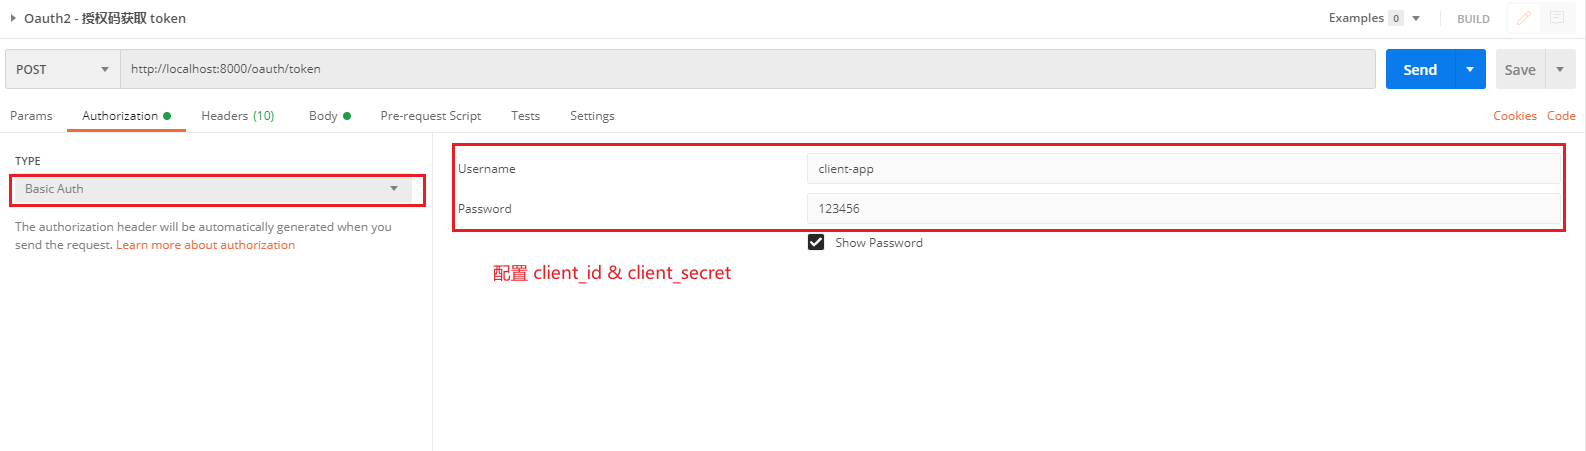 Oauth2 - 授权码获取 token
Examples 0
BUILD
POST
http://localhost:8000/oauth/token
Send
Save
Params
Authorization
Headers (10)
Body
Pre-request Script
Tests
Settings
Cookies
Code
TYPE
Basic Auth
The authorization header will be automatically generated when you
send the request. Learn more about authorization
Username
client-app
Password
123456
Show Password
配置 client_id & client_secret